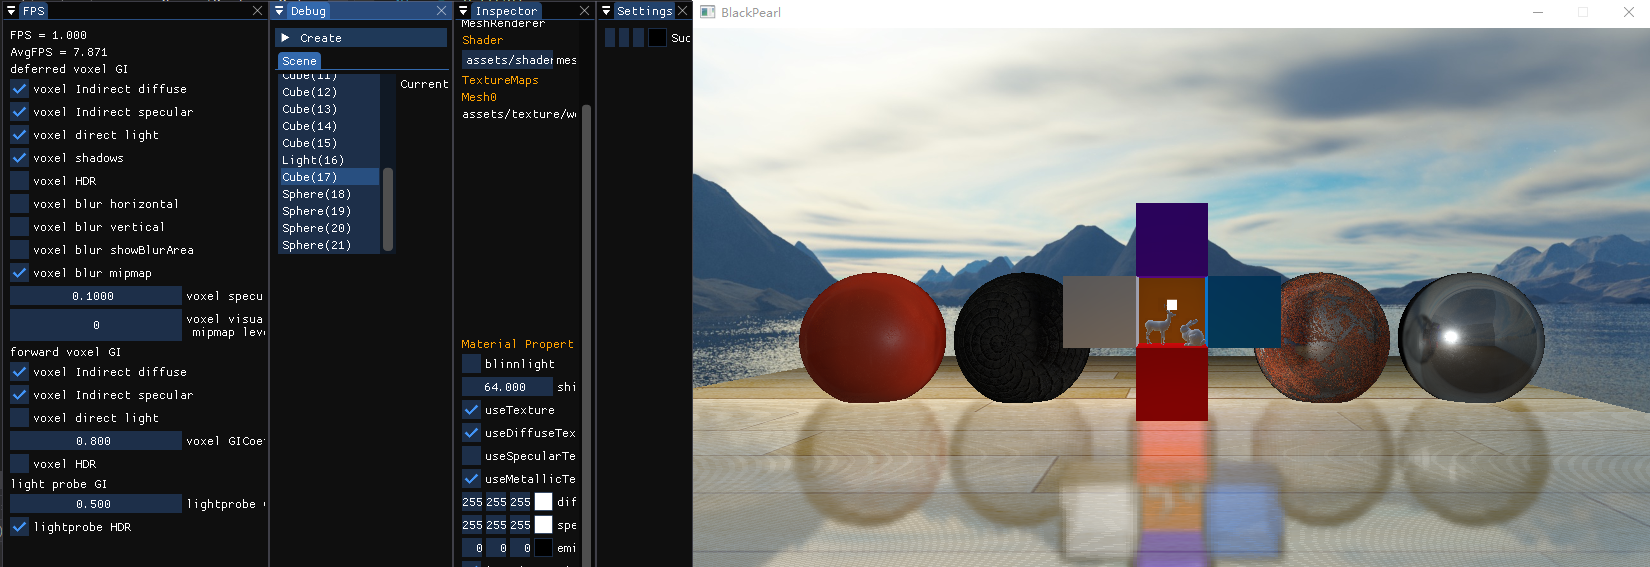 FPS
FPS = 1.000
AvgFPS = 7.871
deferred voxel GI
voxel Indirect diffuse
voxel Indirect specular
voxel direct light
voxel shadows
voxel HDR
voxel blur horizontal
voxel blur vertical
voxel blur showBlurArea
voxel blur mipmap
0.1000 voxel specu
0 voxel visua
mipmap leve
forward voxel GI
voxel Indirect diffuse
voxel Indirect specular
voxel direct light
0.800 voxel GICoef
voxel HDR
light probe GI
0.500 lightprobe
lightprobe HDR
Debug
Create
Scene
Cube(11)
Cube(12)
Cube(13)
Cube(14)
Cube(15)
Light(16)
Cube(17)
Sphere(18)
Sphere(19)
Sphere(20)
Sphere(21)
Current
Inspector
MeshRenderer
Shader
assets/shader mes
TextureMaps
Mesh0
assets/texture/wo
Material Propert
blinnlight
64.000 shi
useTexture
useDiffuseTex
useSpecularTe
useMetallicTe
255 255 255 dif
255 255 255 spe
0 0 0 emi
Settings
Suc
BlackPearl